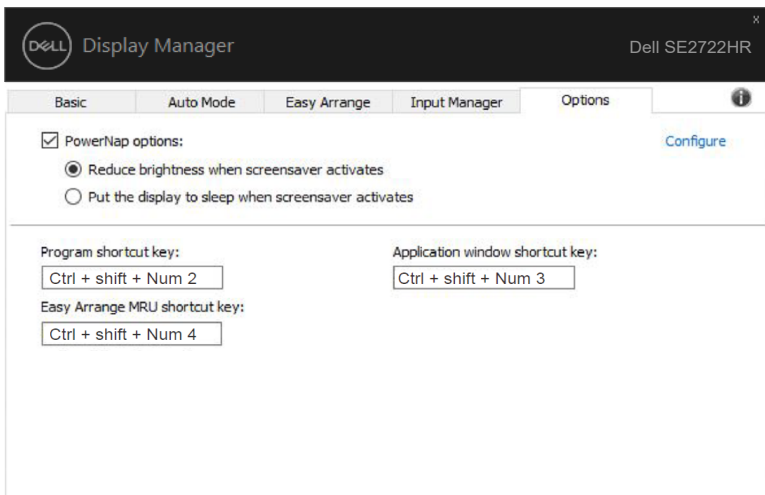 x
DELL Display Manager
Dell SE2722HR
Basic Auto Mode Easy Arrange Input Manager Options i
PowerNap options: Configure
Reduce brightness when screensaver activates
Put the display to sleep when screensaver activates
Program shortcut key: Application window shortcut key:
Ctrl + shift + Num 2 Ctrl + shift + Num 3
Easy Arrange MRU shortcut key:
Ctrl + shift + Num 4